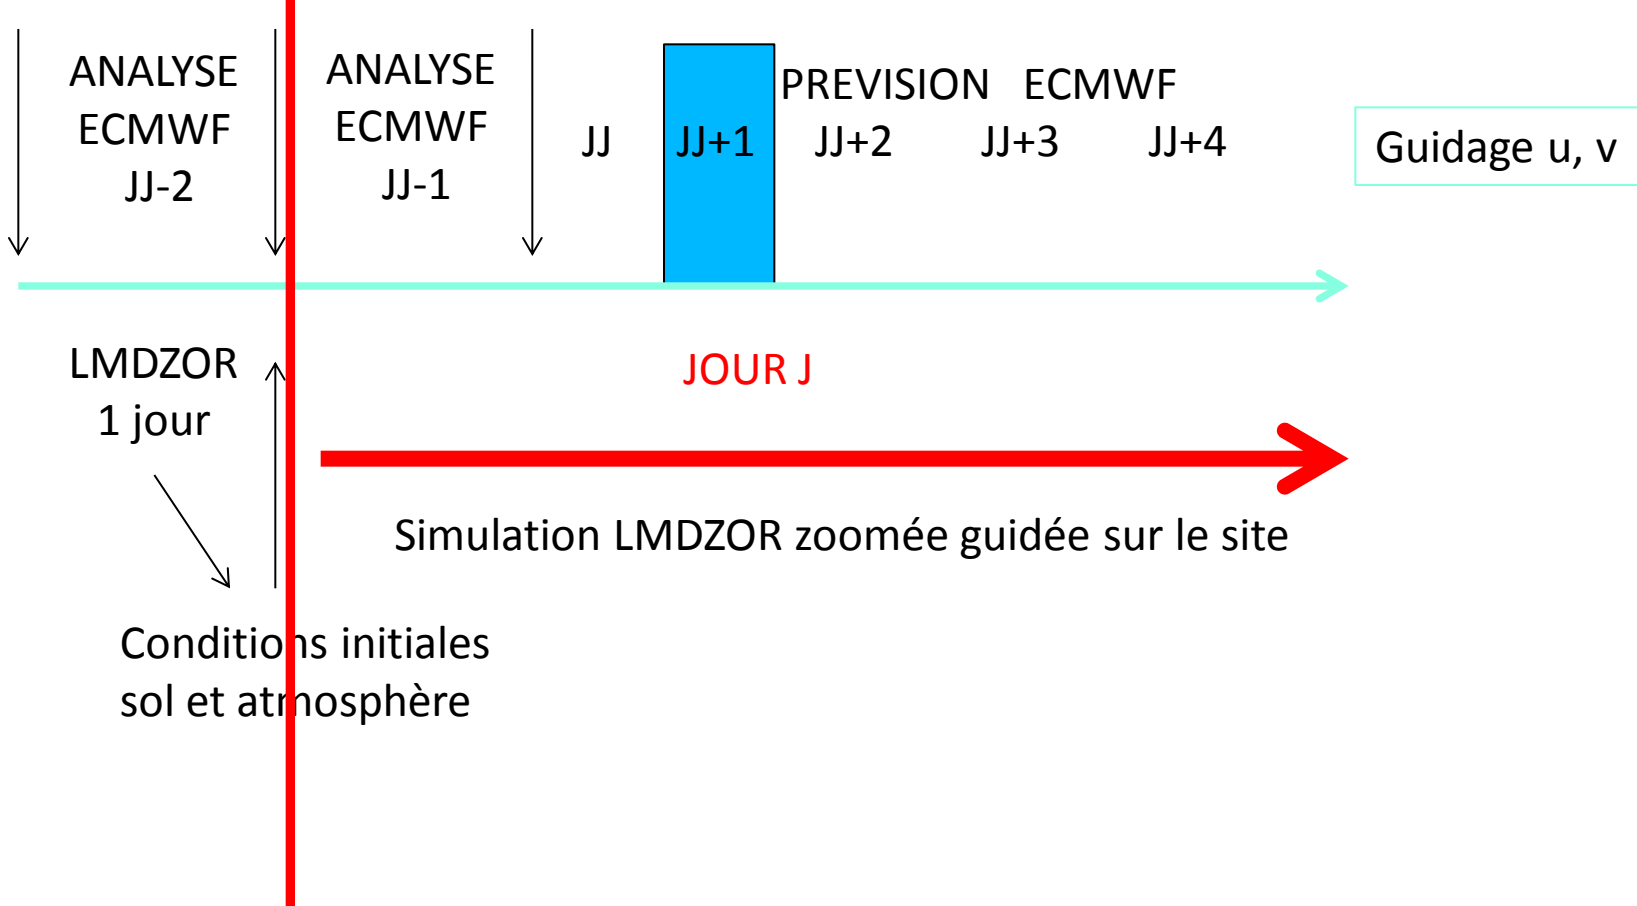 ANALYSE
ECMWF
JJ-2
ANALYSE
ECMWF
JJ-1
PREVISION ECMWF
JJ JJ+1 JJ+2 JJ+3 JJ+4
Guidage u, v
LMDZOR
1 jour
JOUR J
Simulation LMDZOR zoomée guidée sur le site
Conditions initiales
sol et atmosphère